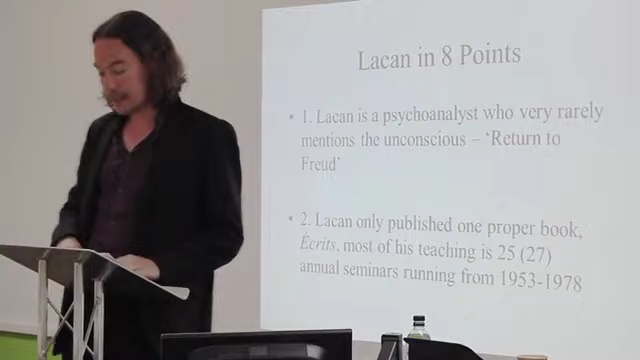 Lacan in 8 Points
• 1. Lacan is a psychoanalyst who very rarely
mentions the unconscious – ‘Return to
Freud’
• 2. Lacan only published one proper book,
Écrits, most of his teaching is 25 (27)
annual seminars running from 1953-1978